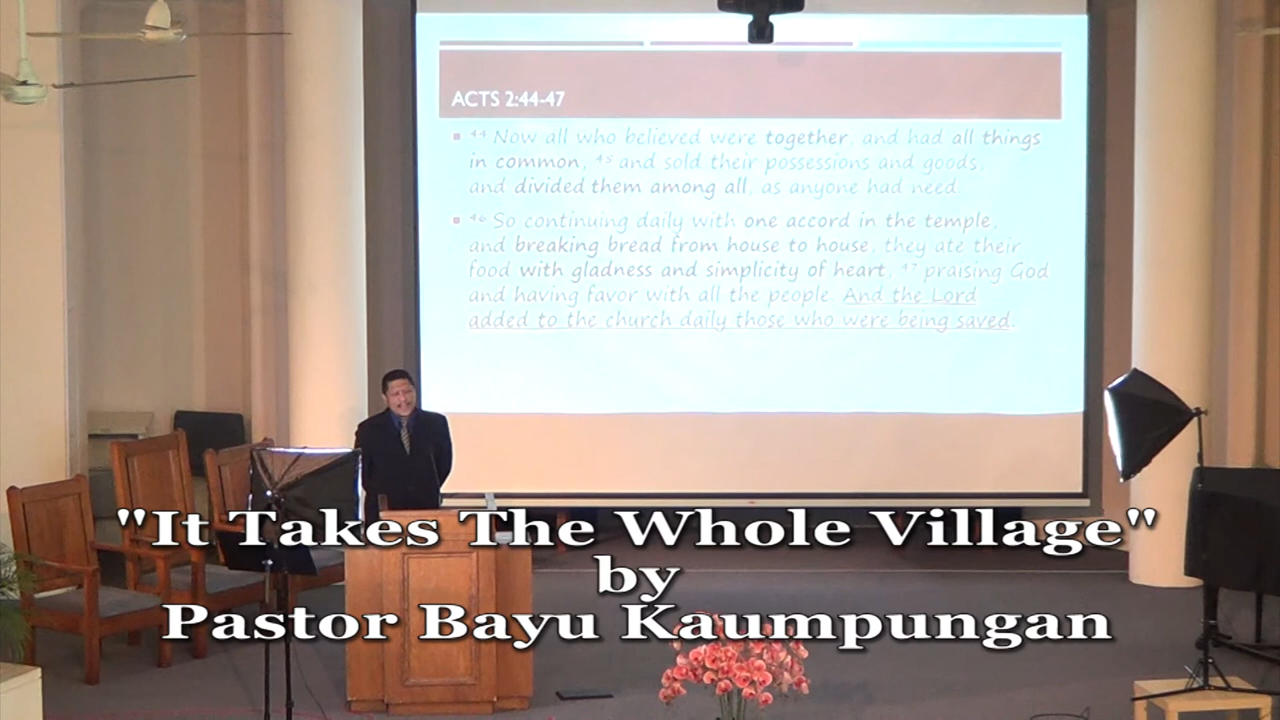 ACTS 2:44-47
▪ 44 Now all who believed were together, and had all things
in common, 45 and sold their possessions and goods,
and divided them among all, as anyone had need.
▪ 46 So continuing daily with one accord in the temple,
and breaking bread from house to house, they ate their
food with gladness and simplicity of heart, 47 praising God
and having favor with all the people. And the Lord
added to the church daily those who were being saved.
"It Takes The Whole Village"
by
Pastor Bayu Kaumpungan